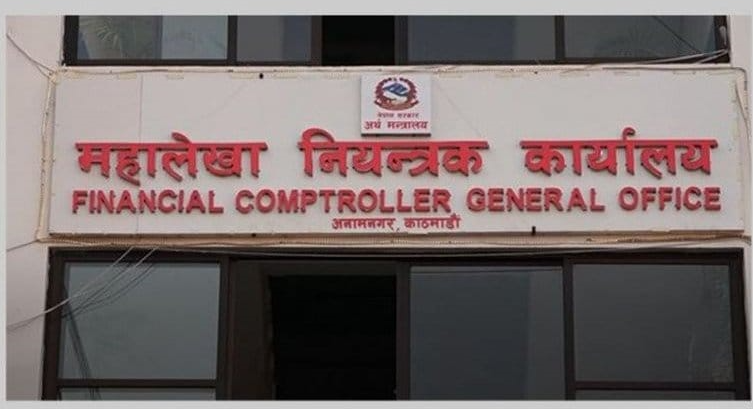 नेपाल सरकार
अर्थ मन्त्रालय
महालेखा नियन्त्रक कार्यालय
FINANCIAL COMPTROLLER GENERAL OFFICE
अनामनगर, काठमाडौं